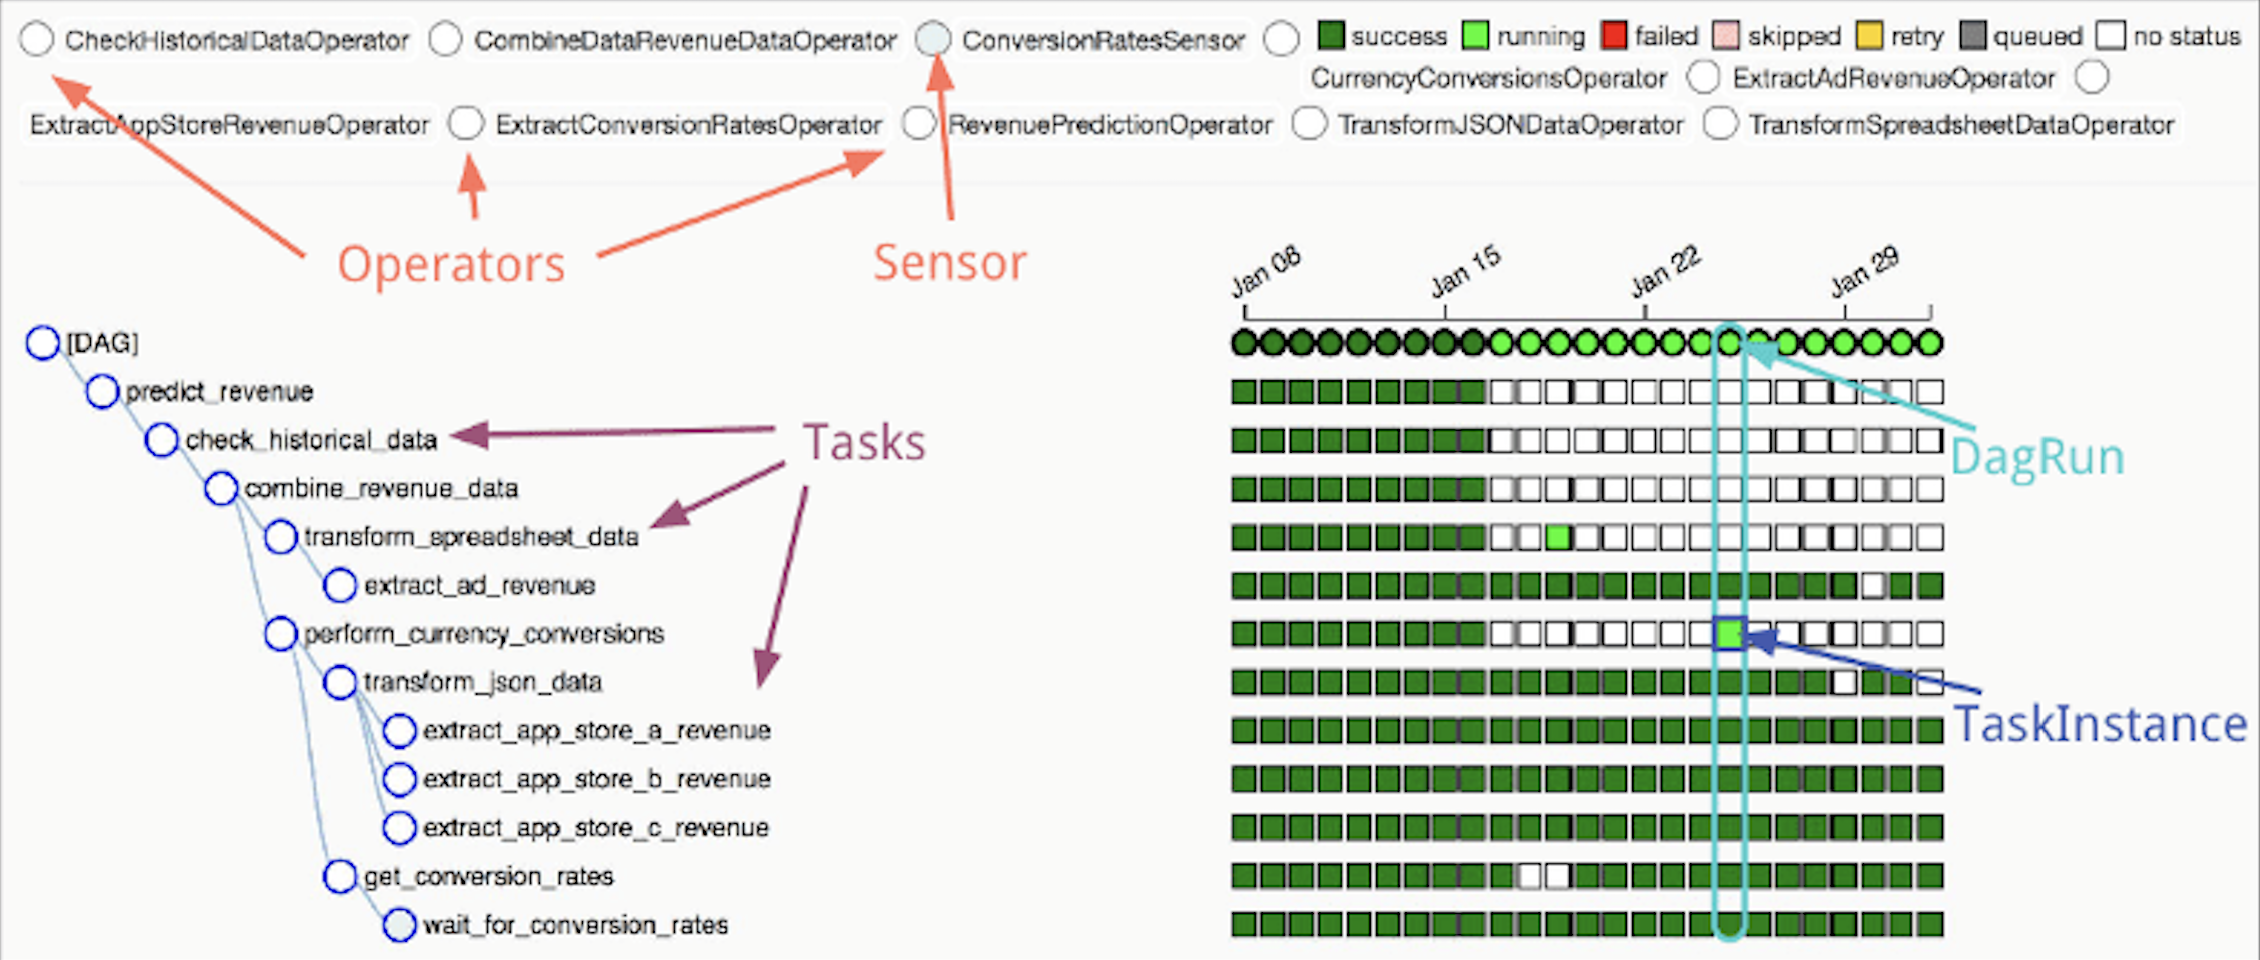 CheckHistoricalDataOperator CombineDataRevenueDataOperator ConversionRatesSensor success running failed skipped retry queued no status
CurrencyConversionsOperator ExtractAdRevenueOperator
ExtractAppStoreRevenueOperator ExtractConversionRatesOperator RevenuePredictionOperator TransformJSONDataOperator TransformSpreadsheetDataOperator
Operators Sensor
Jan 08 Jan 15 Jan 22 Jan 29
[DAG]
predict_revenue
check_historical_data
Tasks
DagRun
combine_revenue_data
transform_spreadsheet_data
extract_ad_revenue
perform_currency_conversions
transform_json_data
TaskInstance
extract_app_store_a_revenue
extract_app_store_b_revenue
extract_app_store_c_revenue
get_conversion_rates
wait_for_conversion_rates